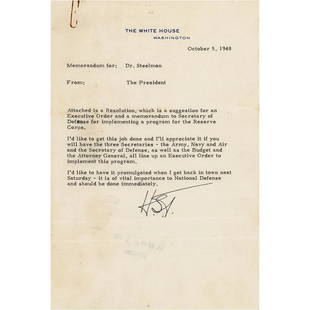 THE WHITE HOUSE
WASHINGTON
October 5, 1948
Memorandum for: Dr. Steelman
From: The President
Attached is a Resolution, which is a suggestion for an
Executive Order and a memorandum to Secretary of
Defense for implementing a program for the Reserve
Corps.
I'd like to get this job done and I'll appreciate it if you
will have the three Secretaries - the Army, Navy and Air
and the Secretary of Defense, as well as the Budget and
the Attorney General, all line up an Executive Order to
implement this program.
I'd like to have it promulgated when I get back in town next
Saturday - it is of vital importance to National Defense
and should be done immediately.
HST.